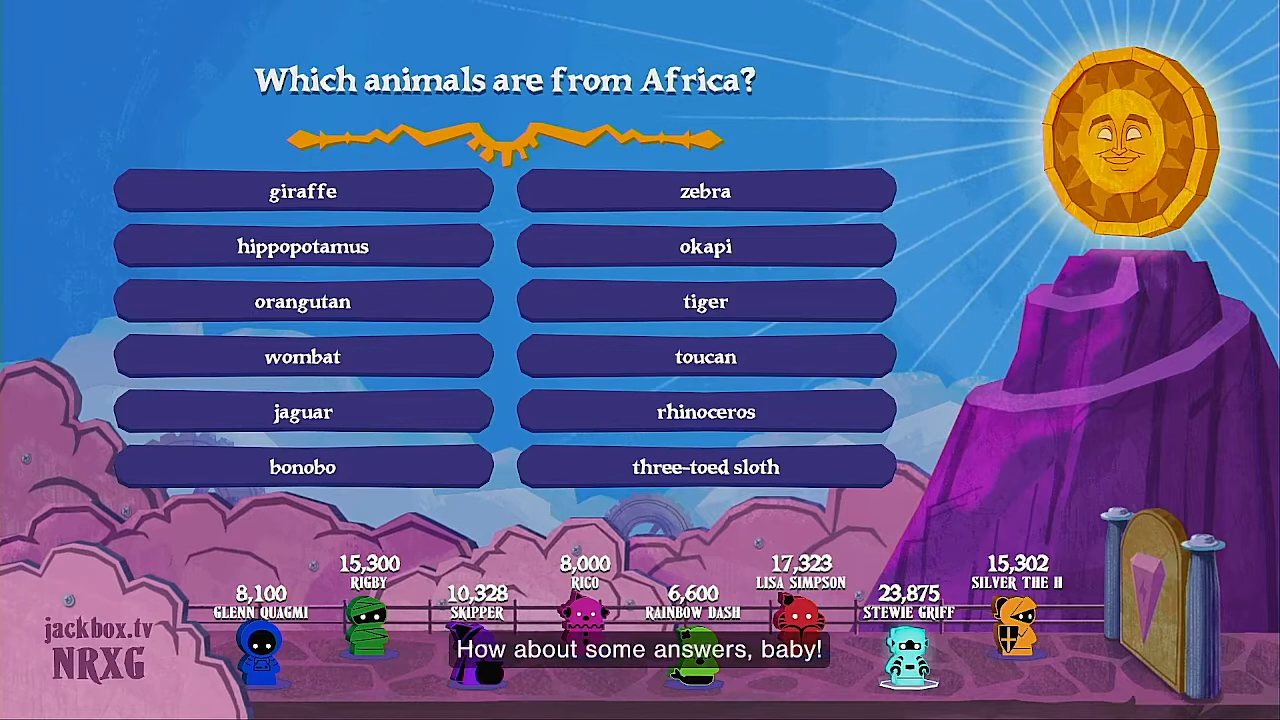 Which animals are from Africa?
giraffe
zebra
hippopotamus
okapi
orangutan
tiger
wombat
toucan
jaguar
rhinoceros
bonobo
three-toed sloth
8,100
GLENN QUAGMI
15,300
RIGBY
10,328
SKIPPER
8,000
RICO
6,600
RAINBOW DASH
17,323
LISA SIMPSON
23,875
STEWIE GRIFF
15,302
SILVER THE H
jackbox.tv
NRXG
How about some answers, baby!